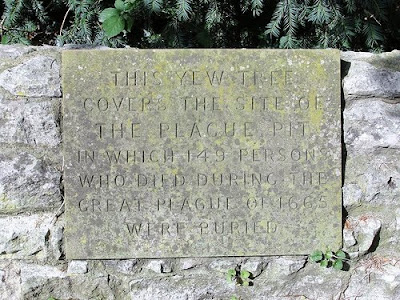 THIS YEW TREE
COVERS THE SITE OF
THE PLAGUE PIT
IN WHICH 149 PERSONS
WHO DIED DURING THE
GREAT PLAGUE OF 1665
WERE BURIED